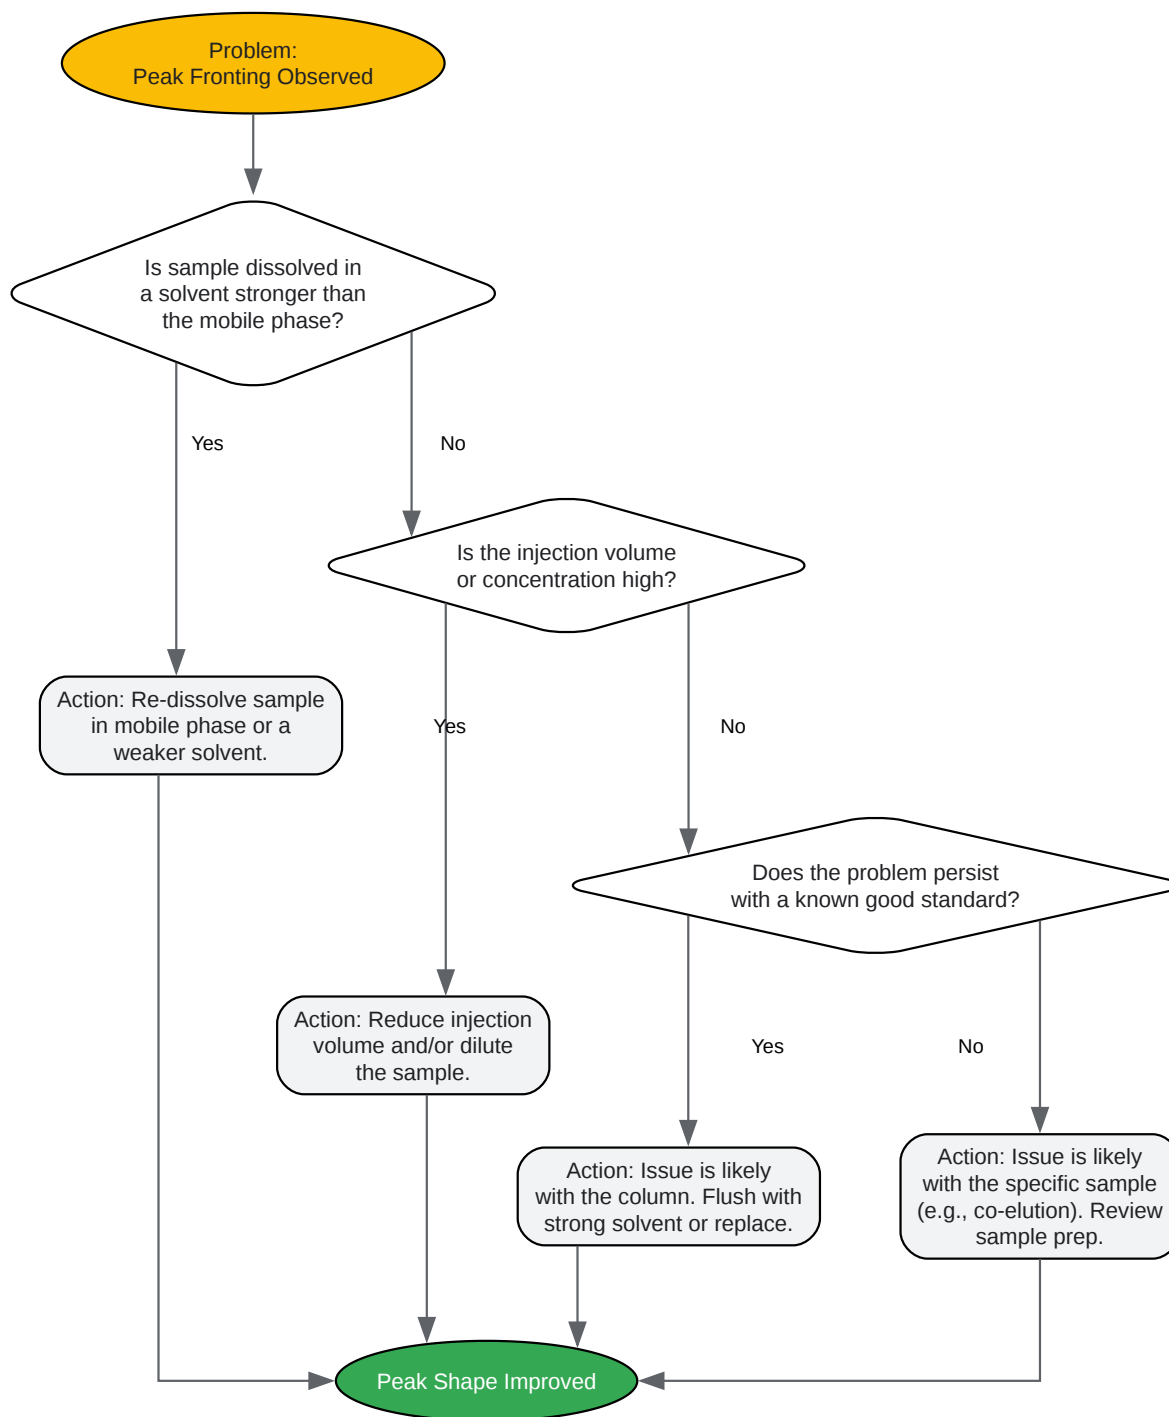 Problem:
Peak Fronting Observed
Is sample dissolved in
a solvent stronger than
the mobile phase?
Yes
No
Is the injection volume
or concentration high?
Action: Re-dissolve sample
in mobile phase or a
weaker solvent.
Yes
No
Does the problem persist
with a known good standard?
Action: Reduce injection
volume and/or dilute
the sample.
Yes
No
Action: Issue is likely
with the column. Flush with
strong solvent or replace.
Action: Issue is likely
with the specific sample
(e.g., co-elution). Review
sample prep.
Peak Shape Improved